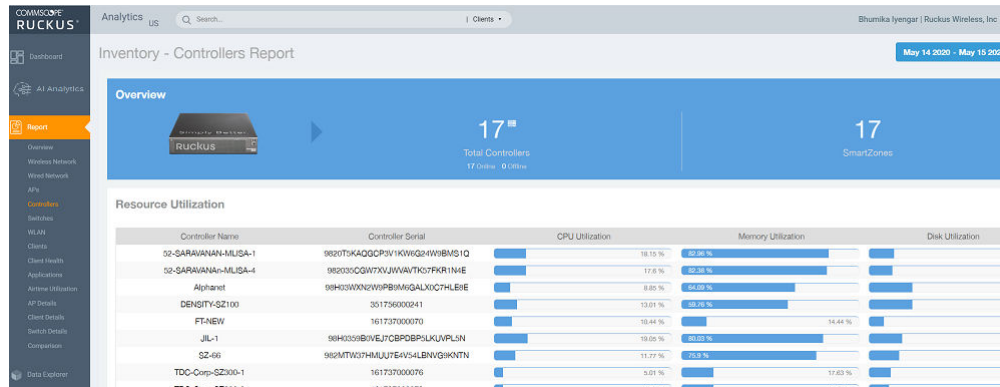 COMMSCOPE®
RUCKUS®
Analytics US
Search...
| Clients
Bhumika Iyengar | Ruckus Wireless, Inc
Dashboard
AI Analytics
Report
Overview
Wireless Network
Wired Network
APs
Controllers
Switches
WLAN
Clients
Client Health
Applications
Airtime Utilization
AP Details
Client Details
Switch Details
Comparison
Data Explorer
Inventory - Controllers Report
May 14 2020 - May 15 202
Overview
Simply Better
Ruckus
17
Total Controllers
17 Online 0 Offline
17
SmartZones
Resource Utilization
Controller Name Controller Serial CPU Utilization Memory Utilization Disk Utilization
52-SARAVANAN-MLISA-1 18.15 % 82.96 %
52-SARAVANAn-MLISA-4 17.6 % 82.38 %
Alphanet 8.85 % 64.09 %
DENSITY-SZ100 351756000241 13.01 % 59.76 %
FT-NEW 161737000070 10.44 % 14.44 %
JIL-1 19.05 % 80.03 %
SZ-66 11.77 % 75.9 %
TDC-Corp-SZ300-1 161737000076 5.01 % 17.63 %